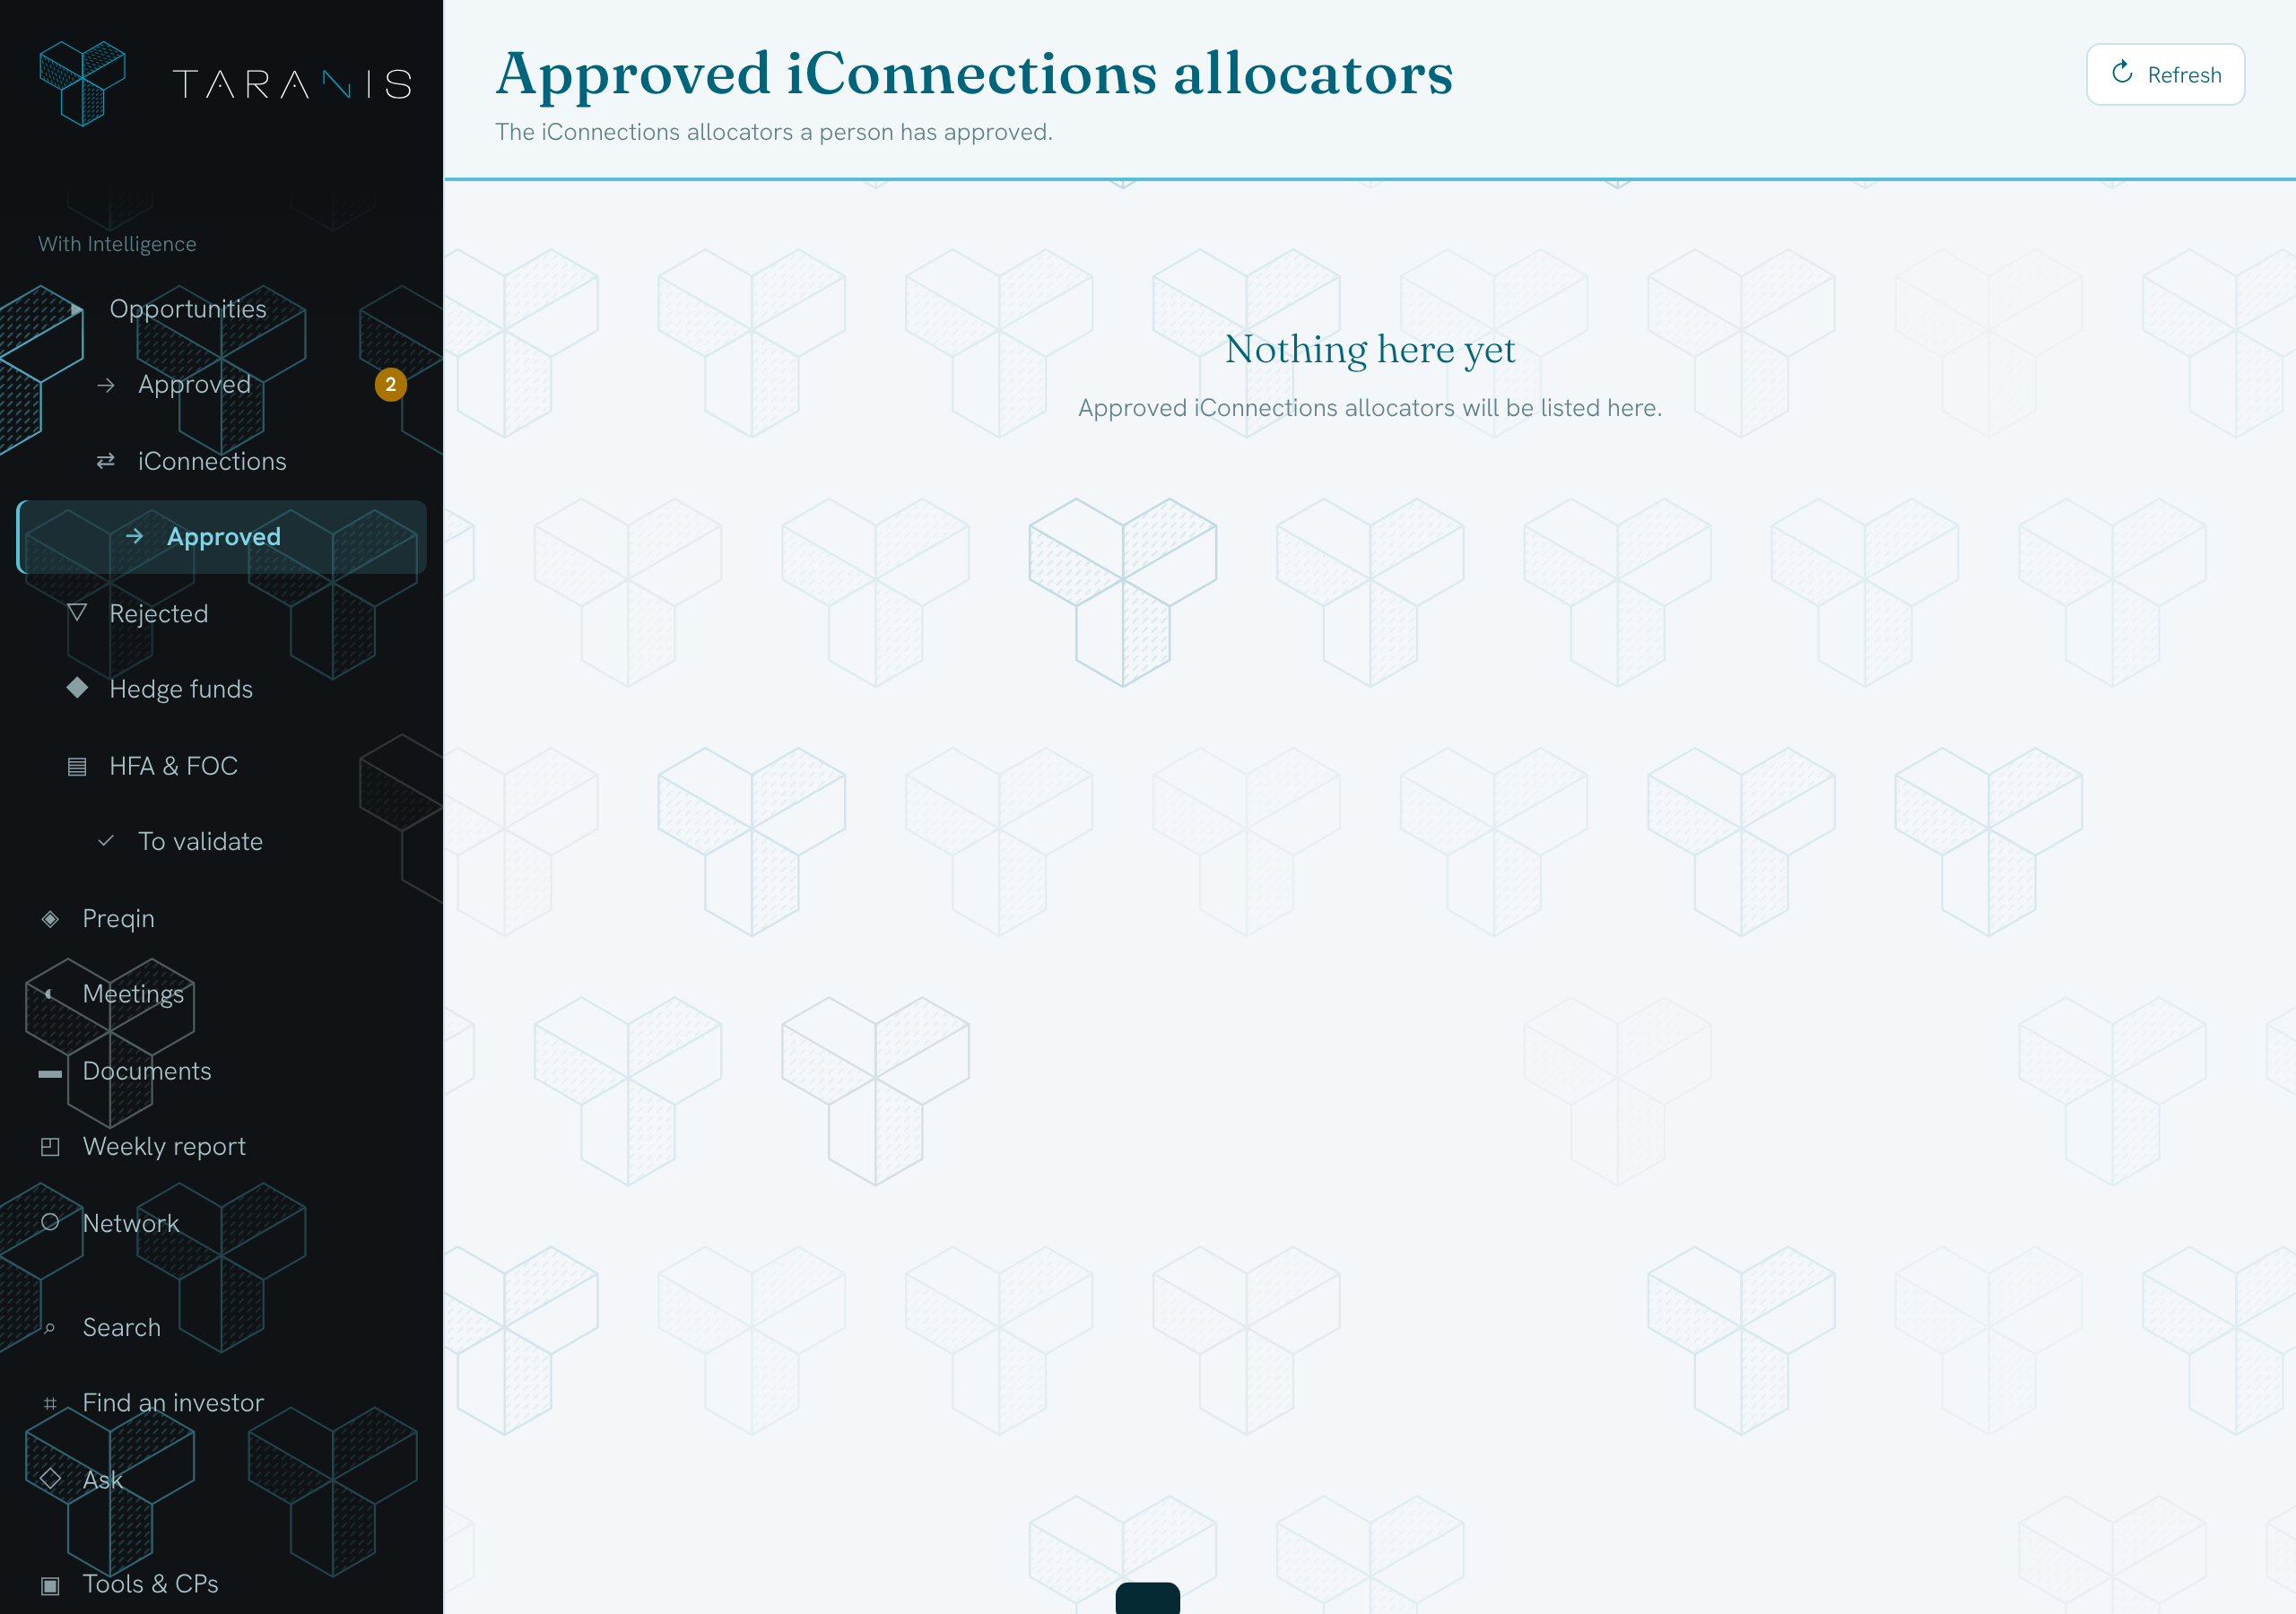 TARANIS
With Intelligence
Opportunities
Approved
2
iConnections
Approved
Rejected
Hedge funds
HFA & FOC
To validate
Preqin
Meetings
Documents
Weekly report
Network
Search
Find an investor
Ask
Tools & CPs
Approved iConnections allocators
The iConnections allocators a person has approved.
Refresh
Nothing here yet
Approved iConnections allocators will be listed here.